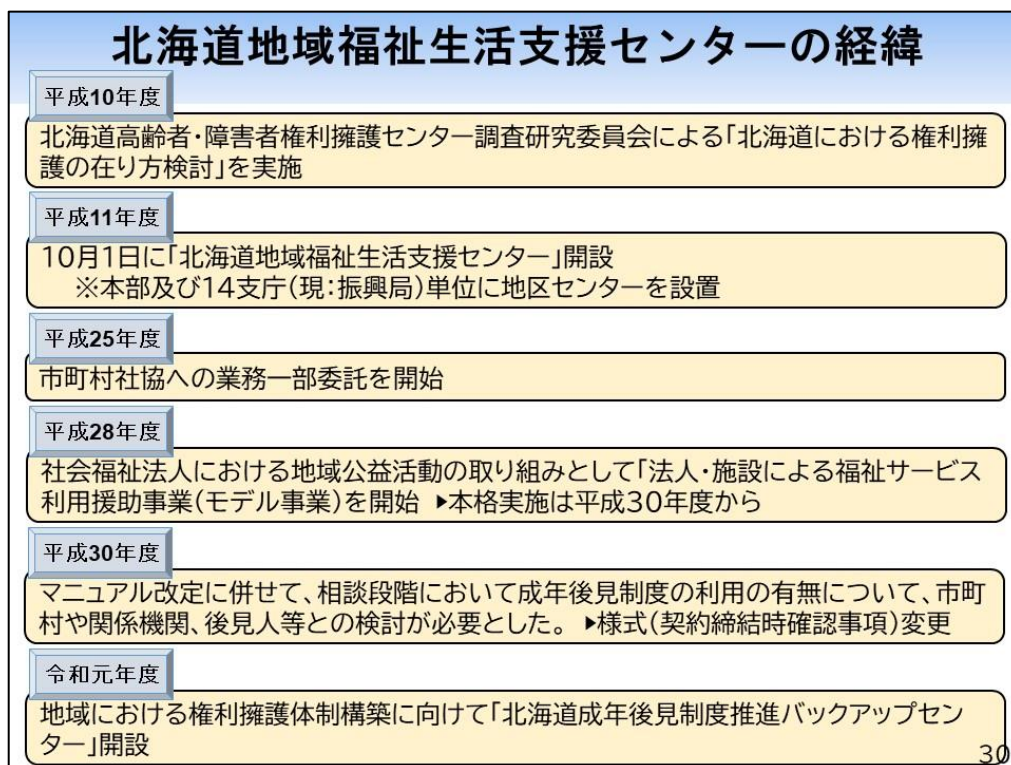 北海道地域福祉生活支援センターの経緯
平成10年度
北海道高齢者・障害者権利擁護センター調査研究委員会による「北海道における権利擁
護の在り方検討」を実施
平成11年度
10月1日に「北海道地域福祉生活支援センター」開設
※本部及び14支庁(現:振興局)単位に地区センターを設置
平成25年度
市町村社協への業務一部委託を開始
平成28年度
社会福祉法人における地域公益活動の取り組みとして「法人・施設による福祉サービス
利用援助事業(モデル事業)を開始 ▶本格実施は平成30年度から
平成30年度
マニュアル改定に併せて、相談段階において成年後見制度の利用の有無について、市町
村や関係機関、後見人等との検討が必要とした。 ▶様式(契約締結時確認事項)変更
令和元年度
地域における権利擁護体制構築に向けて「北海道成年後見制度推進バックアップセン
ター」開設
30